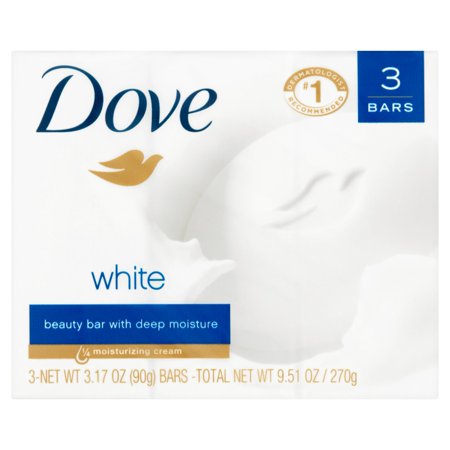 Dove
DERMATOLOGIST
#1
RECOMMENDED
3
BARS
white
beauty bar with deep moisture
¼ moisturizing cream
3-NET WT 3.17 OZ (90g) BARS -TOTAL NET WT 9.51 OZ / 270g